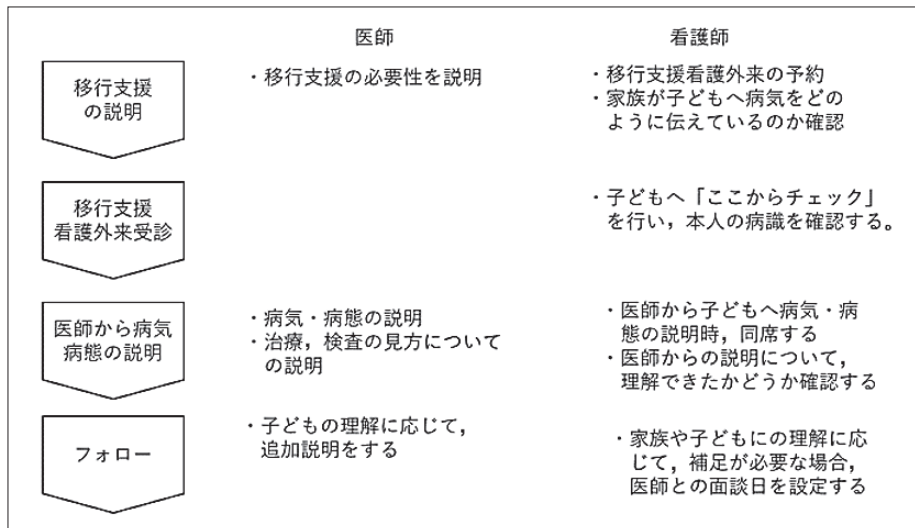 医師
看護師
移行支援
の説明
・移行支援の必要性を説明
・移行支援看護外来の予約
・家族が子どもへ病気をどの
ように伝えているのか確認
移行支援
看護外来受診
・子どもへ「ここからチェック」
を行い，本人の病識を確認する。
医師から病気
病態の説明
・病気・病態の説明
・治療，検査の見方について
の説明
・医師から子どもへ病気・病
態の説明時，同席する
・医師からの説明について，
理解できたかどうか確認する
フォロー
・子どもの理解に応じて，
追加説明をする
・家族や子どもにの理解に応
じて，補足が必要な場合，
医師との面談日を設定する